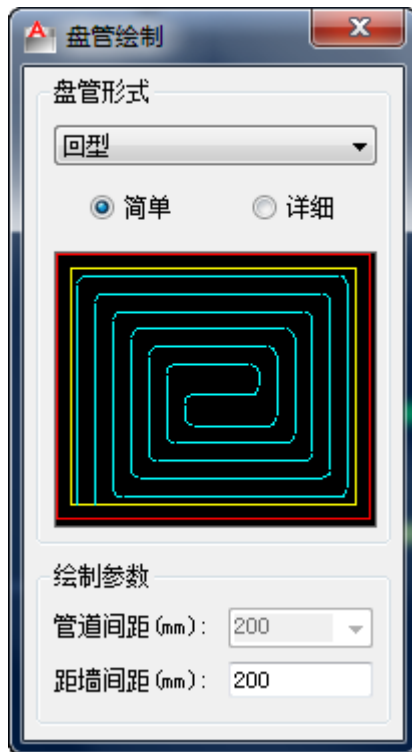 盘管绘制
盘管形式
回型
简单 详细
绘制参数
管道间距(mm): 200
距墙间距(mm): 200